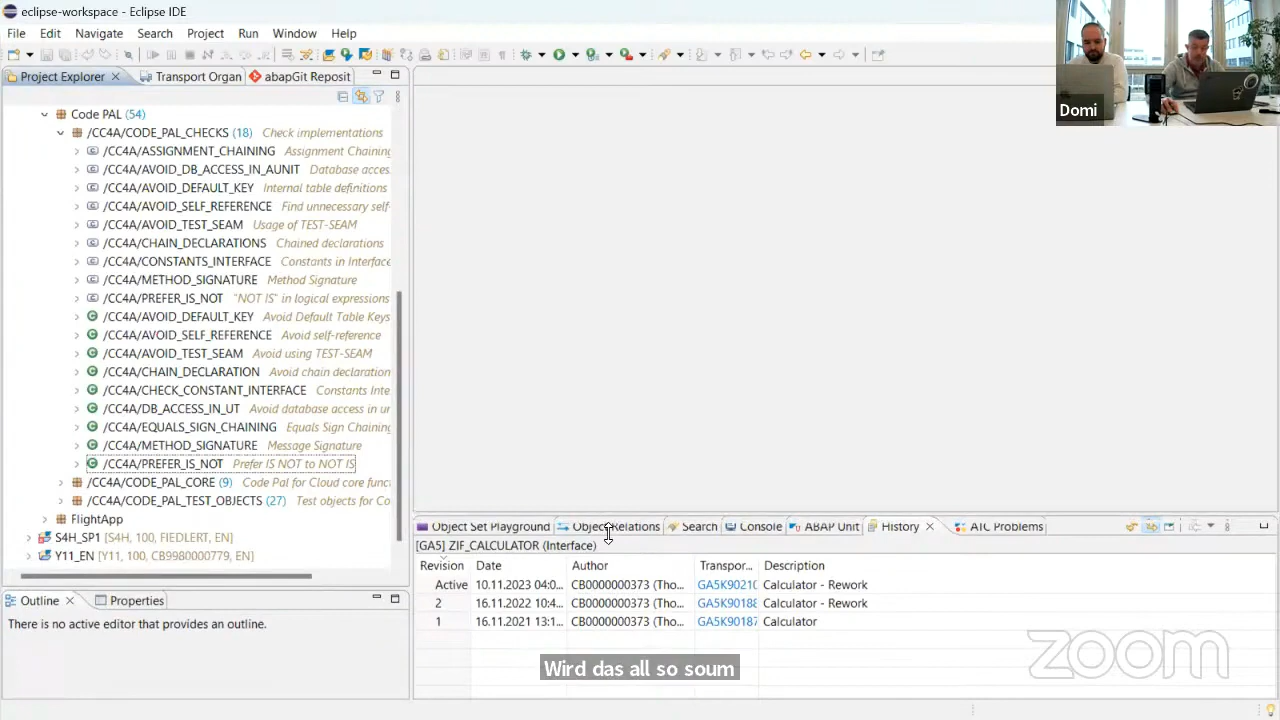 eclipse-workspace - Eclipse IDE
File Edit Navigate Search Project Run Window Help
Project Explorer Transport Organ abapGit Reposit
Domi
Code PAL (54)
/CC4A/CODE_PAL_CHECKS (18) Check implementations
/CC4A/ASSIGNMENT_CHAINING Assignment Chaining
/CC4A/AVOID_DB_ACCESS_IN_AUNIT Database acces
/CC4A/AVOID_DEFAULT_KEY Internal table definitions
/CC4A/AVOID_SELF_REFERENCE Find unnecessary self-
/CC4A/AVOID_TEST_SEAM Usage of TEST-SEAM
/CC4A/CHAIN_DECLARATIONS Chained declarations
/CC4A/CONSTANTS_INTERFACE Constants in Interface
/CC4A/METHOD_SIGNATURE Method Signature
/CC4A/PREFER_IS_NOT "NOT IS" in logical expressions
/CC4A/AVOID_DEFAULT_KEY Avoid Default Table Keys
/CC4A/AVOID_SELF_REFERENCE Avoid self-reference
/CC4A/AVOID_TEST_SEAM Avoid using TEST-SEAM
/CC4A/CHAIN_DECLARATION Avoid chain declaration
/CC4A/CHECK_CONSTANT_INTERFACE Constants Inte
/CC4A/DB_ACCESS_IN_UT Avoid database access in ur
/CC4A/EQUALS_SIGN_CHAINING Equals Sign Chaining
/CC4A/METHOD_SIGNATURE Message Signature
/CC4A/PREFER_IS_NOT Prefer IS NOT to NOT IS
/CC4A/CODE_PAL_CORE (9) Code Pal for Cloud core func
/CC4A/CODE_PAL_TEST_OBJECTS (27) Test objects for Co
FlightApp
S4H_SP1 [S4H, 100, FIEDLERT, EN]
Y11_EN [Y11, 100, CB9980000779, EN]
Outline Properties
There is no active editor that provides an outline.
Object Set Playground Object Relations Search Console ABAP Unit History ATC Problems
[GA5] ZIF_CALCULATOR (Interface)
Revision Date Author Transpor... Description
Active 10.11.2023 04:0... CB0000000373 (Tho... GA5K90210 Calculator - Rework
2 16.11.2022 10:4... CB0000000373 (Tho... GA5K90188 Calculator - Rework
1 16.11.2021 13:1... CB0000000373 (Tho... GA5K90187 Calculator
zoom
Wird das all so soum